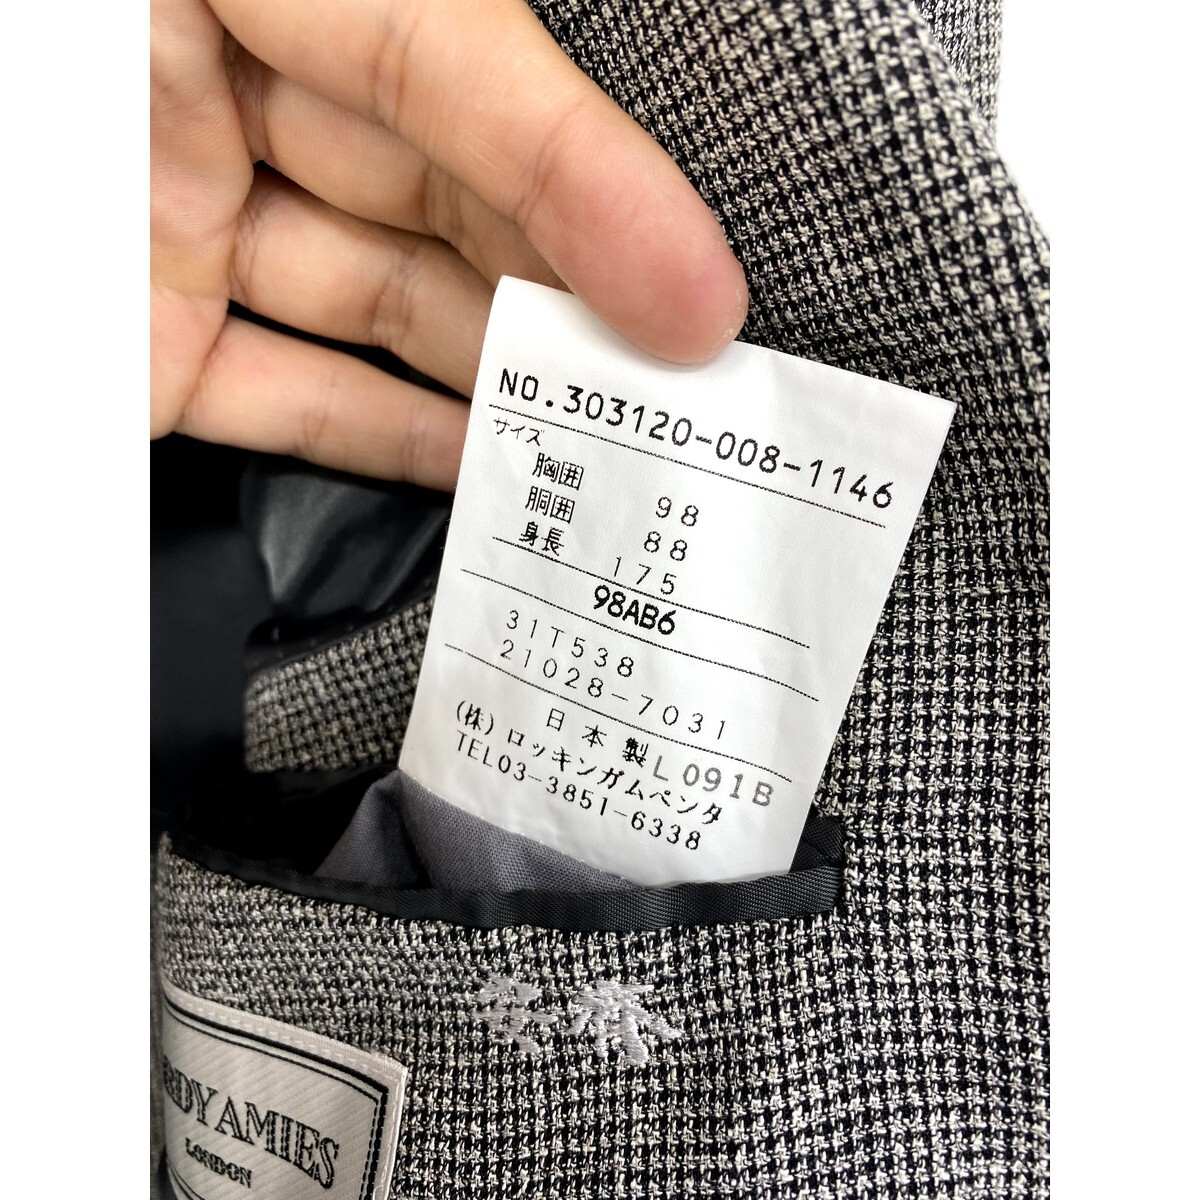 NO.303120-008-1146
サイズ
胸囲 98
胴囲 88
身長 175
98AB6
31T538
21028-7031
日本製 L091B
(株)ロッキンガムペンタ
TEL03-3851-6338
RDY AMIES
LONDON